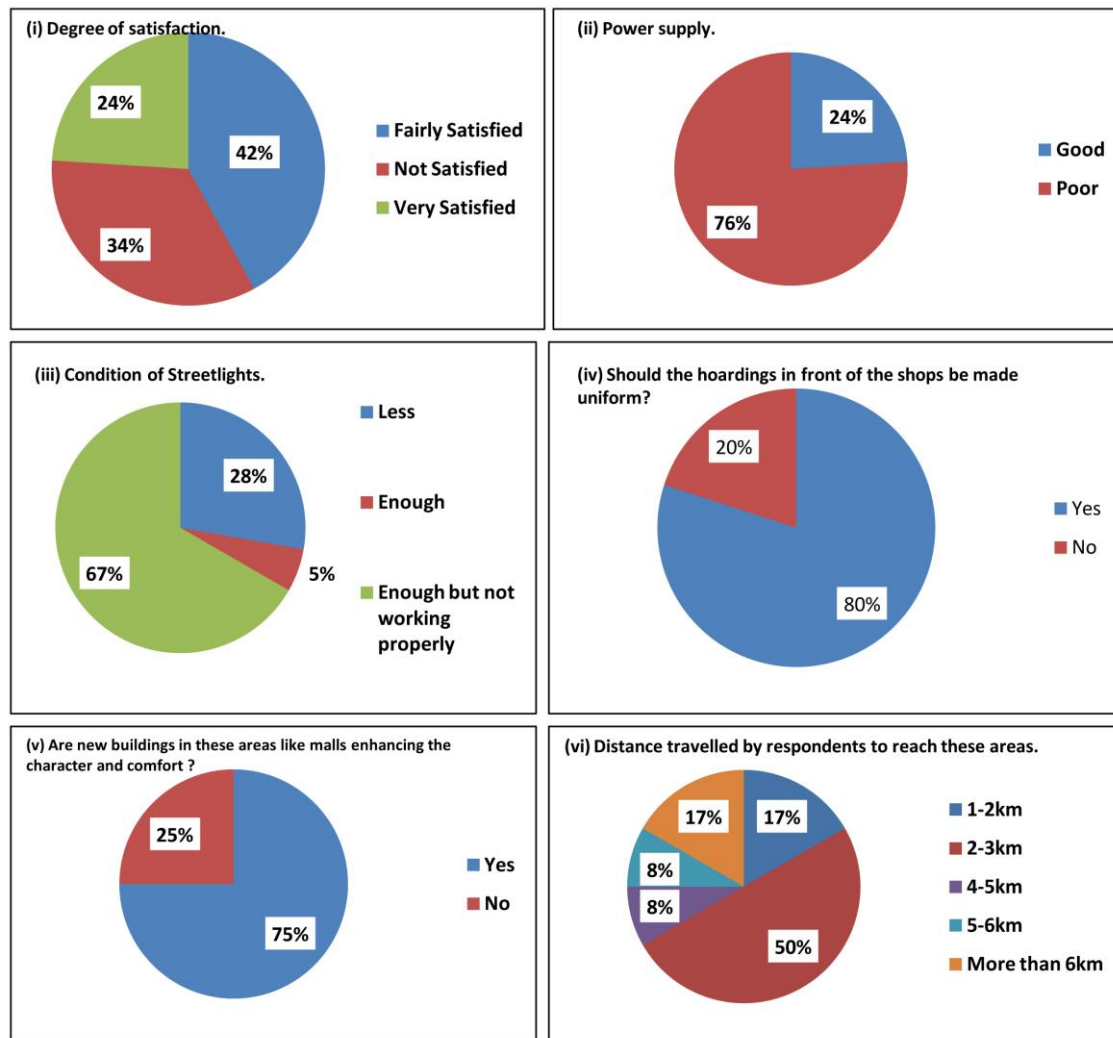 (i) Degree of satisfaction.
24%
42%
34%
Fairly Satisfied
Not Satisfied
Very Satisfied
(ii) Power supply.
24%
76%
Good
Poor
(iii) Condition of Streetlights.
28%
5%
67%
Less
Enough
Enough but not
working
properly
(iv) Should the hoardings in front of the shops be made
uniform?
20%
80%
Yes
No
(v) Are new buildings in these areas like malls enhancing the
character and comfort ?
25%
75%
Yes
No
(vi) Distance travelled by respondents to reach these areas.
17%
17%
8%
8%
50%
1-2km
2-3km
4-5km
5-6km
More than 6km